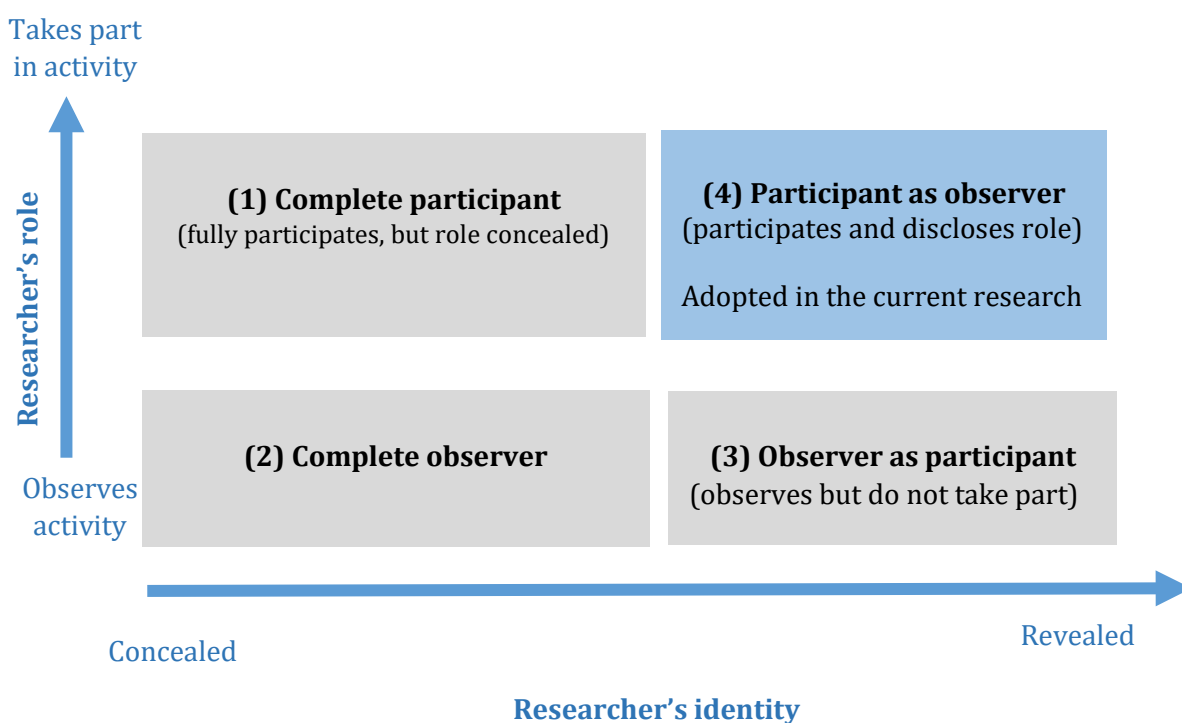 Takes part
in activity
Researcher's role
(1) Complete participant
(fully participates, but role concealed)
(4) Participant as observer
(participates and discloses role)
Adopted in the current research
(2) Complete observer
(3) Observer as participant
(observes but do not take part)
Observes
activity
Concealed
Revealed
Researcher's identity